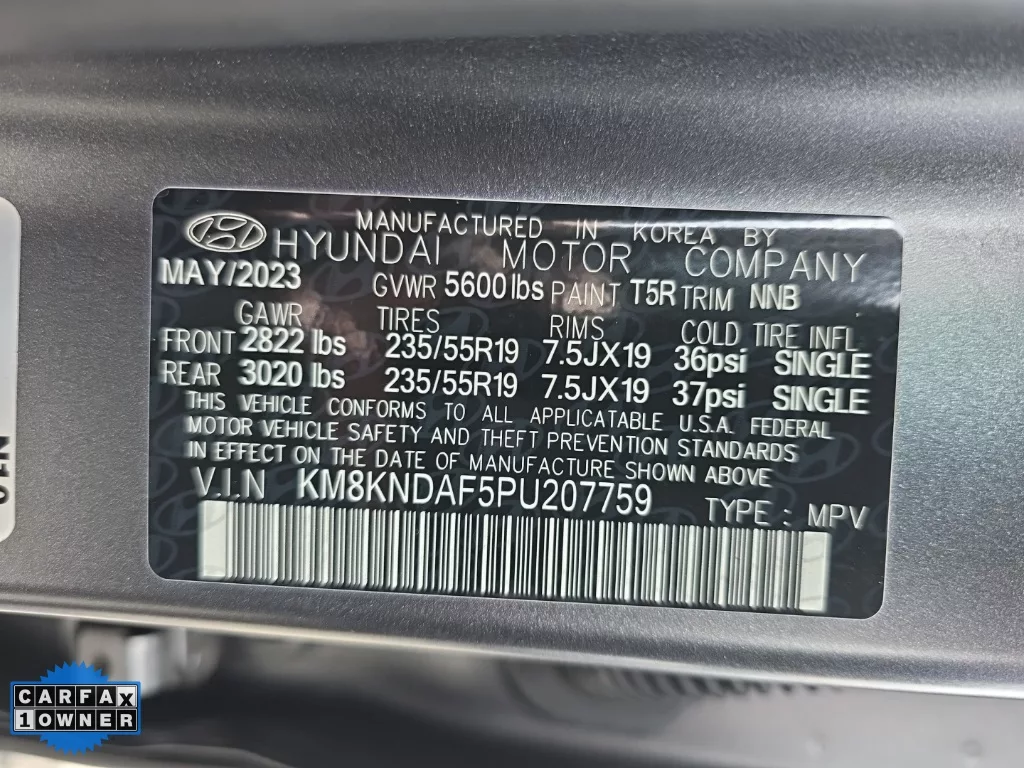 MANUFACTURED IN KOREA BY
HYUNDAI MOTOR COMPANY
MAY/2023 GVWR 5600 lbs PAINT T5R TRIM NNB
GAWR TIRES RIMS COLD TIRE INFL
FRONT 2822 lbs 235/55R19 7.5JX19 36psi SINGLE
REAR 3020 lbs 235/55R19 7.5JX19 37psi SINGLE
THIS VEHICLE CONFORMS TO ALL APPLICATABLE U.S.A. FEDERAL
MOTOR VEHICLE SAFETY AND THEFT PREVENTION STANDARDS
IN EFFECT ON THE DATE OF MANUFACTURE SHOWN ABOVE
V.I.N KM8KNDAF5PU207759 TYPE : MPV
CARFAX
1 OWNER